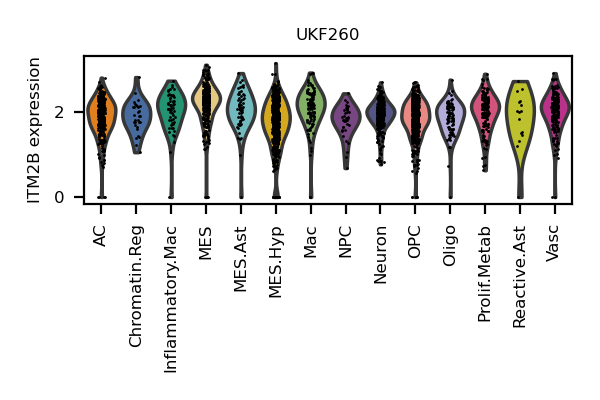 UKF260
ITM2B expression
2
0
AC
Chromatin.Reg
Inflammatory.Mac
MES
MES.Ast
MES.Hyp
Mac
NPC
Neuron
OPC
Oligo
Prolif.Metab
Reactive.Ast
Vasc